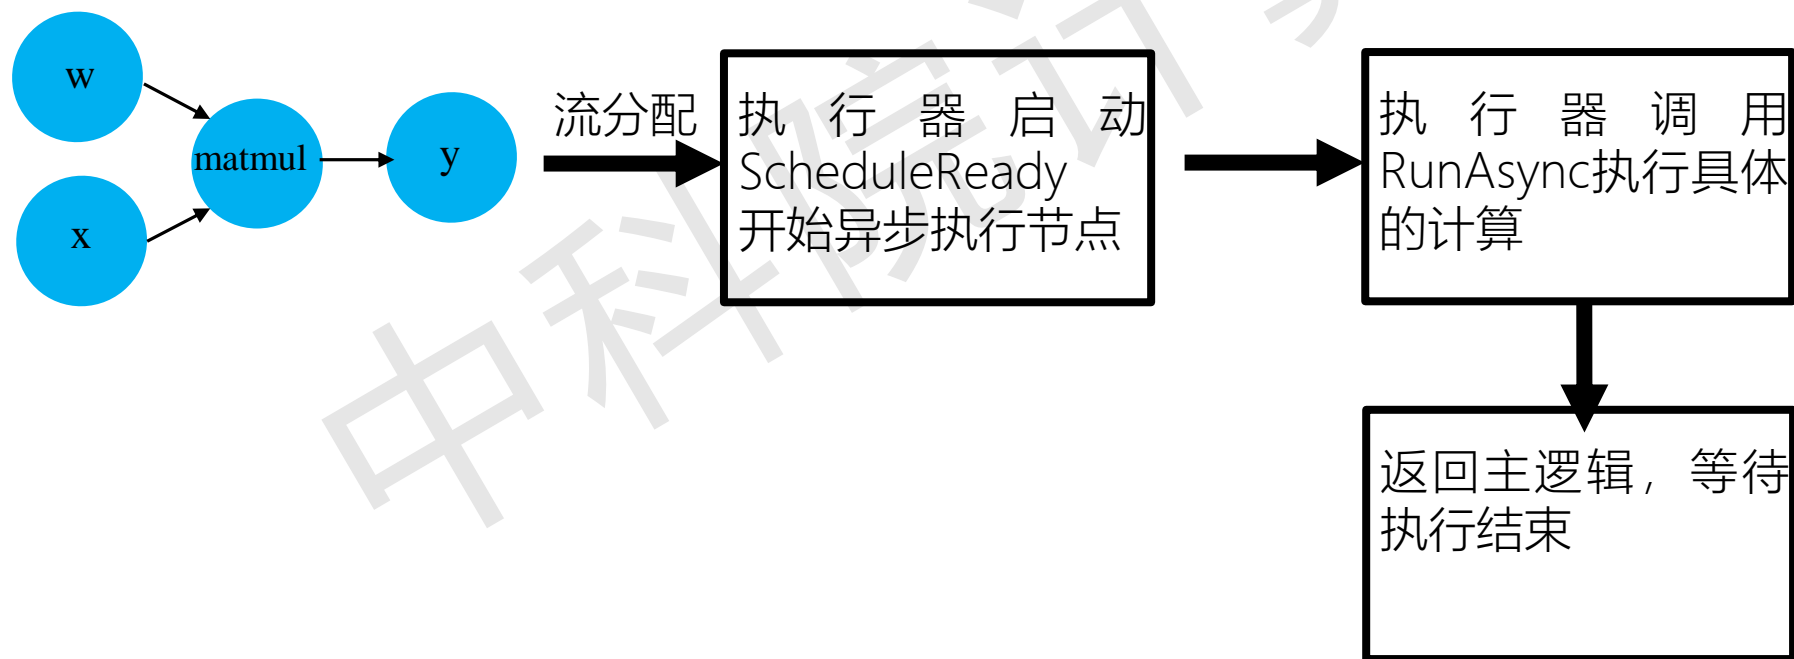 w
x
matmul
y
流分配
执行器启动
ScheduleReady
开始异步执行节点
执行器调用
RunAsync执行具体
的计算
返回主逻辑，等待
执行结束
中科院计